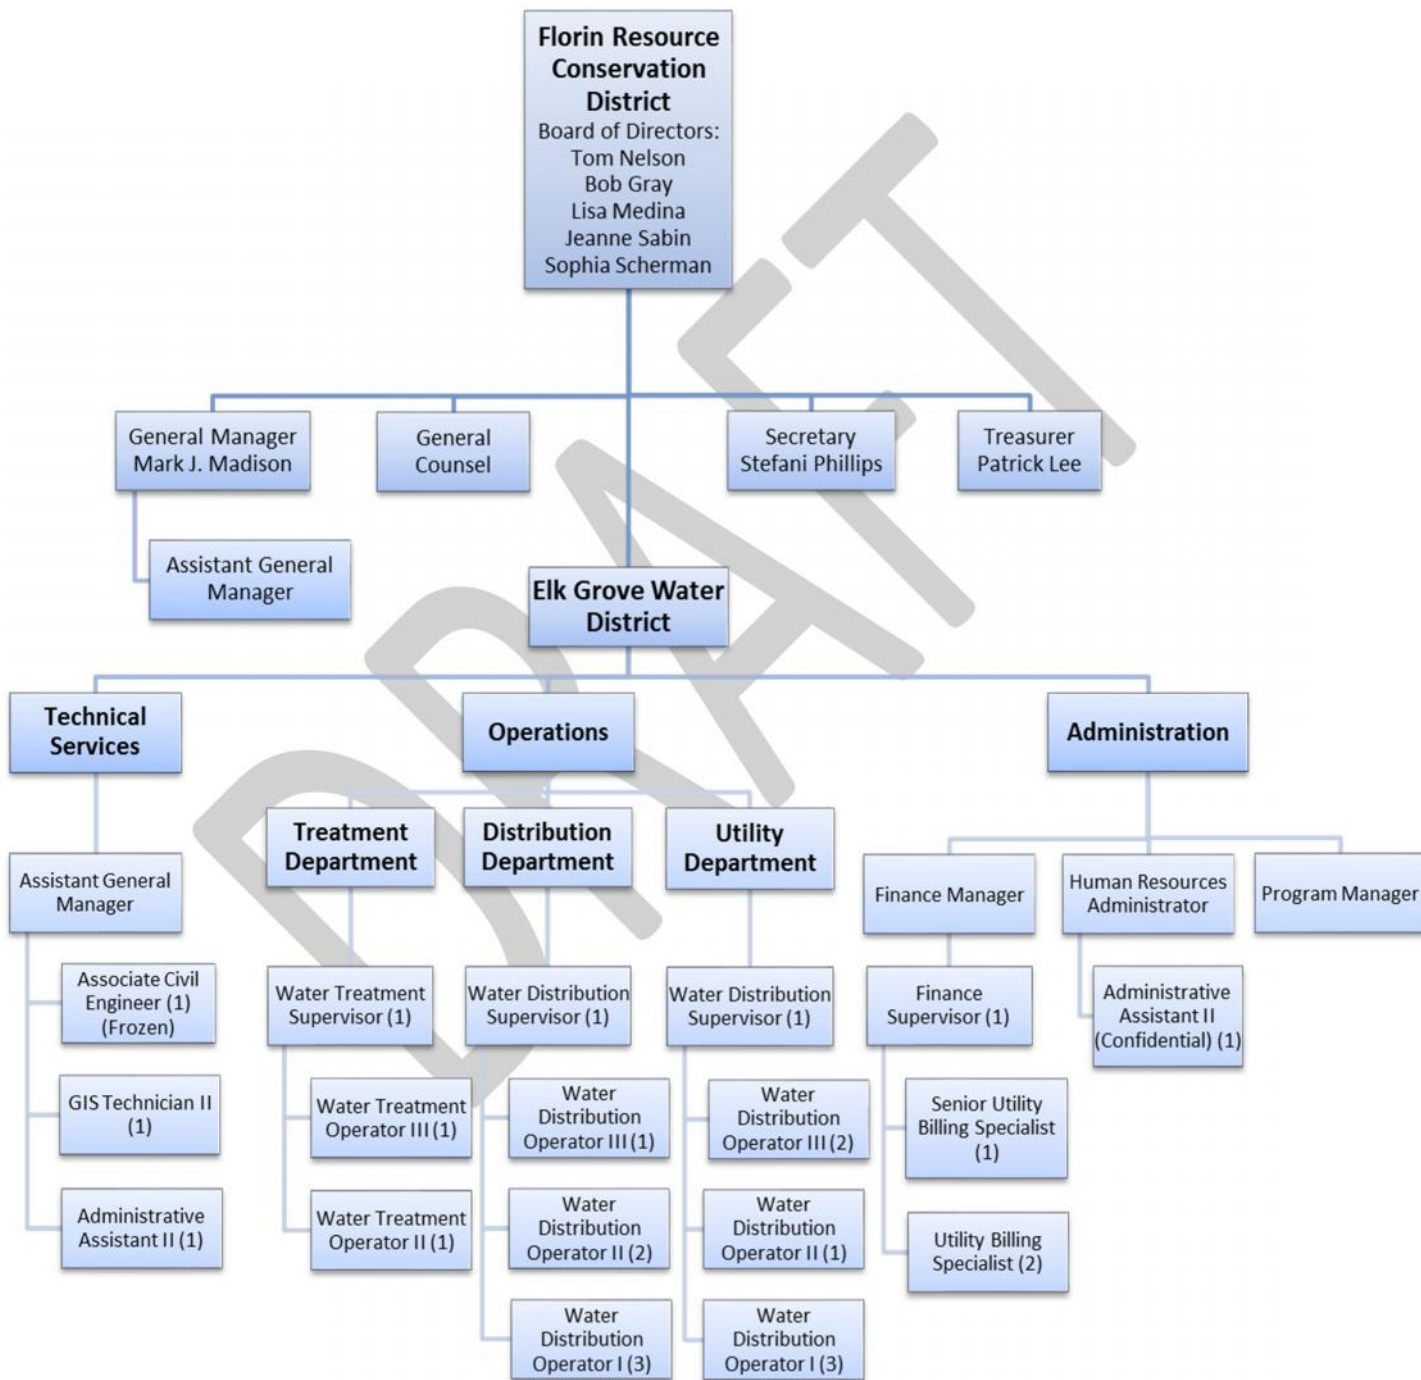 Florin Resource
Conservation
District
Board of Directors:
Tom Nelson
Bob Gray
Lisa Medina
Jeanne Sabin
Sophia Scherman
General Manager
Mark J. Madison
General
Counsel
Secretary
Stefani Phillips
Treasurer
Patrick Lee
Assistant General
Manager
Elk Grove Water
District
Technical
Services
Operations
Administration
Treatment
Department
Distribution
Department
Utility
Department
Assistant General
Manager
Finance Manager
Human Resources
Administrator
Program Manager
Associate Civil
Engineer (1)
(Frozen)
GIS Technician II
(1)
Administrative
Assistant II (1)
Water Treatment
Supervisor (1)
Water Treatment
Operator III (1)
Water Treatment
Operator II (1)
Water Distribution
Supervisor (1)
Water
Distribution
Operator III (1)
Water
Distribution
Operator II (2)
Water
Distribution
Operator I (3)
Water Distribution
Supervisor (1)
Water
Distribution
Operator III (2)
Water
Distribution
Operator II (1)
Water
Distribution
Operator I (3)
Finance
Supervisor (1)
Senior Utility
Billing Specialist
(1)
Utility Billing
Specialist (2)
Administrative
Assistant II
(Confidential) (1)
DRAFT